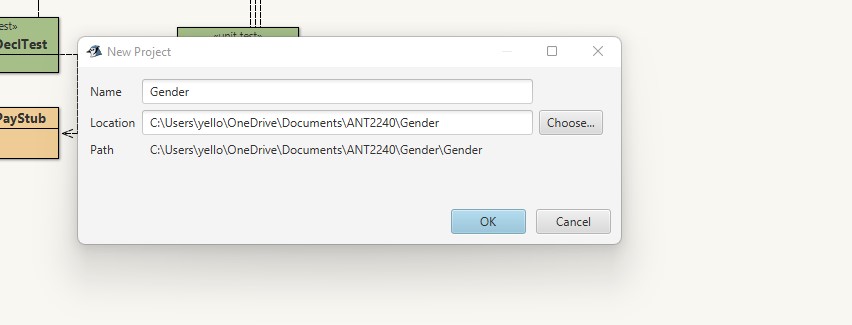 est»
DeclTest
«unit test»
New Project
Name Gender
PayStub
Location C:\Users\yello\OneDrive\Documents\ANT2240\Gender Choose...
Path C:\Users\yello\OneDrive\Documents\ANT2240\Gender\Gender
OK Cancel